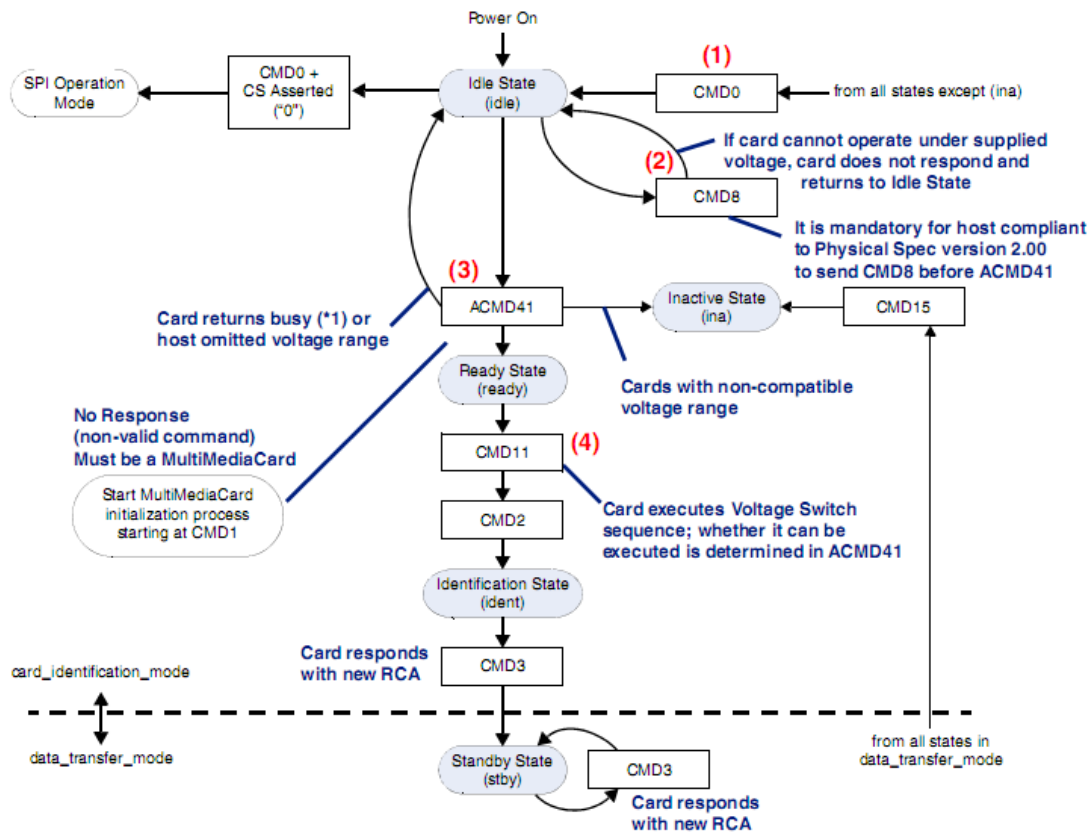 Power On
SPI Operation
Mode
CMD0 +
CS Asserted
("0")
Idle State
(idle)
(1)
CMD0
from all states except (ina)
If card cannot operate under supplied
voltage, card does not respond and
returns to Idle State
(2)
CMD8
It is mandatory for host compliant
to Physical Spec version 2.00
to send CMD8 before ACMD41
(3)
ACMD41
Inactive State
(ina)
CMD15
Card returns busy (*1) or
host omitted voltage range
Ready State
(ready)
Cards with non-compatible
voltage range
No Response
(non-valid command)
Must be a MultiMediaCard
Start MultiMediaCard
initialization process
starting at CMD1
CMD11
(4)
CMD2
Card executes Voltage Switch
sequence; whether it can be
executed is determined in ACMD41
Identification State
(ident)
Card responds
with new RCA
CMD3
card_identification_mode
data_transfer_mode
from all states in
data_transfer_mode
Standby State
(stby)
CMD3
Card responds
with new RCA